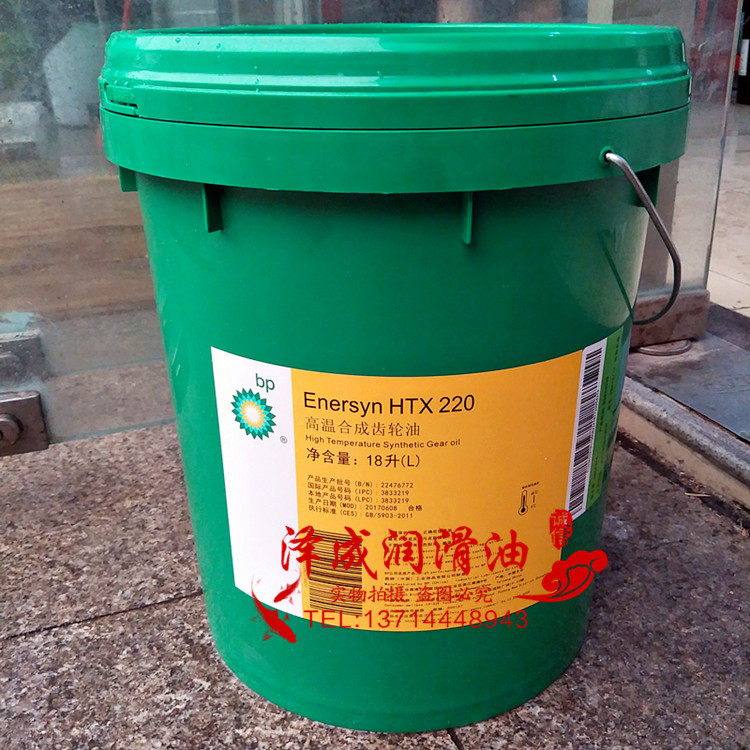 bp
®
Enersyn HTX 220
高温合成齿轮油
High Temperature Synthetic Gear oil
净含量：18升(L)
产品生产批号 (B/N)：22476772
国际产品号码 (IPC)：3833219
本地产品号码 (LPC)：3833219
生产日期 (MOD)：20170608 合格
执行标准 (CES)：GB/5903-2011
泽成润滑油
诚信
实物拍摄 盗图必究
TEL:13714448943